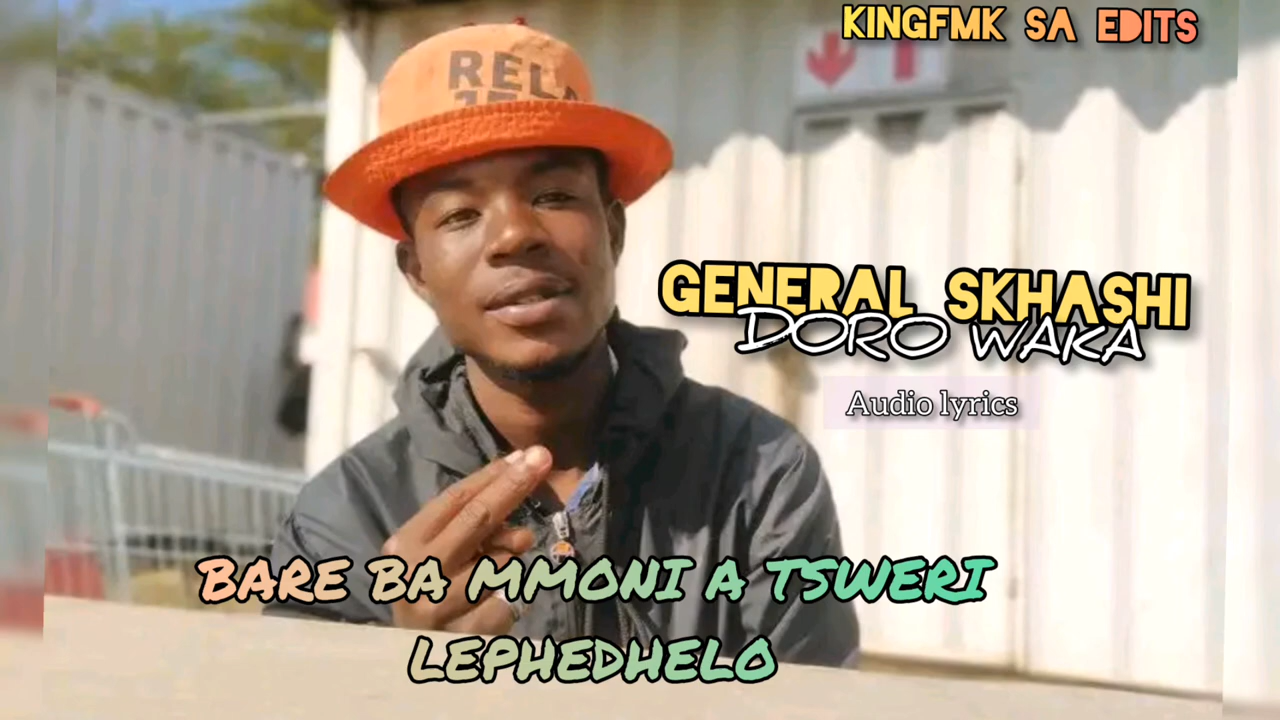 KINGFMK SA EDITS
RELA
GENERAL SKHASHI
DORO WAKA
Audio lyrics
BARE BA MMONI A TSWERI
LEPHEDHELO